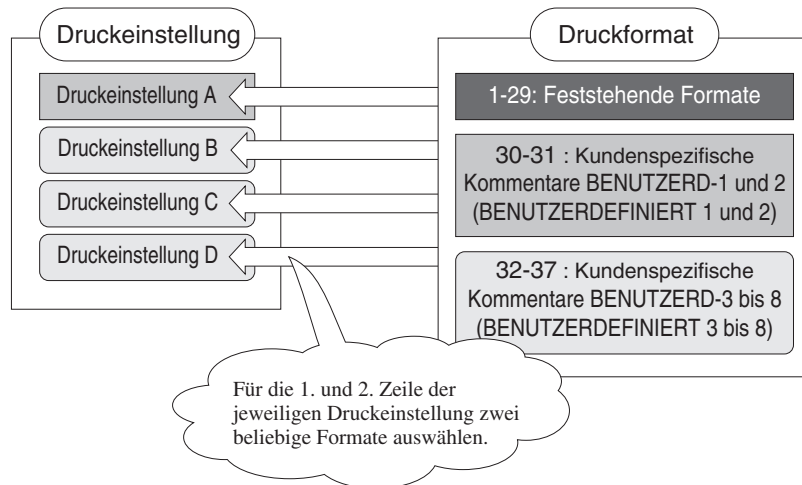 Druckeinstellung
Druckeinstellung A
Druckeinstellung B
Druckeinstellung C
Druckeinstellung D
Druckformat
1-29: Feststehende Formate
30-31 : Kundenspezifische
Kommentare BENUTZERD-1 und 2
(BENUTZERDEFINIERT 1 und 2)
32-37 : Kundenspezifische
Kommentare BENUTZERD-3 bis 8
(BENUTZERDEFINIERT 3 bis 8)
Für die 1. und 2. Zeile der
jeweiligen Druckeinstellung zwei
beliebige Formate auswählen.